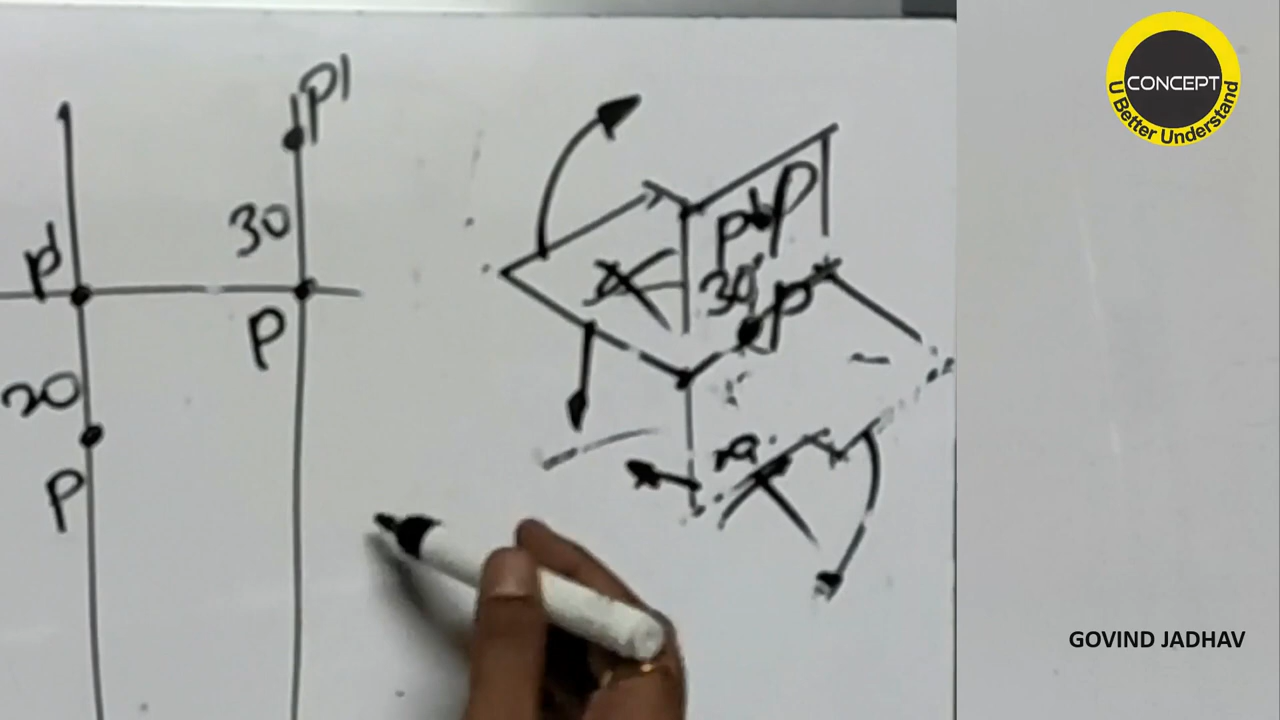 p'
30
p'
p
20
p
p'
p
30
p
CONCEPT
U Better Understand
GOVIND JADHAV